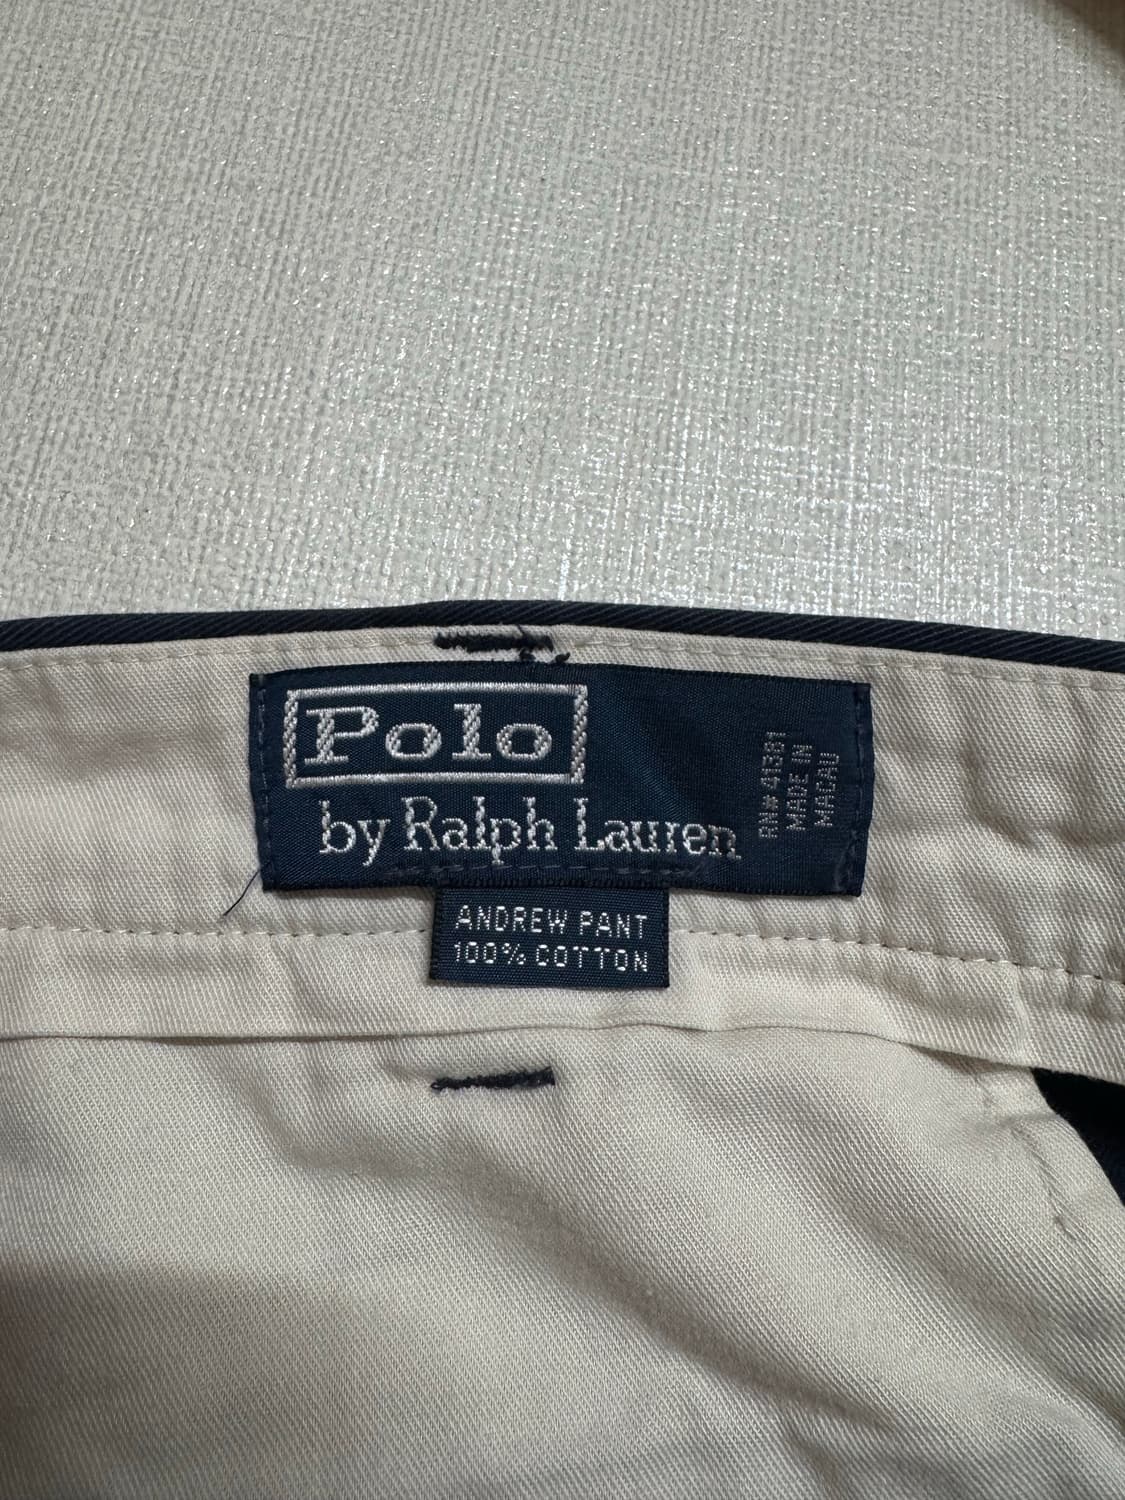 Polo
by Ralph Lauren
RN# 41381
MADE IN
MACAU
ANDREW PANT
100% COTTON